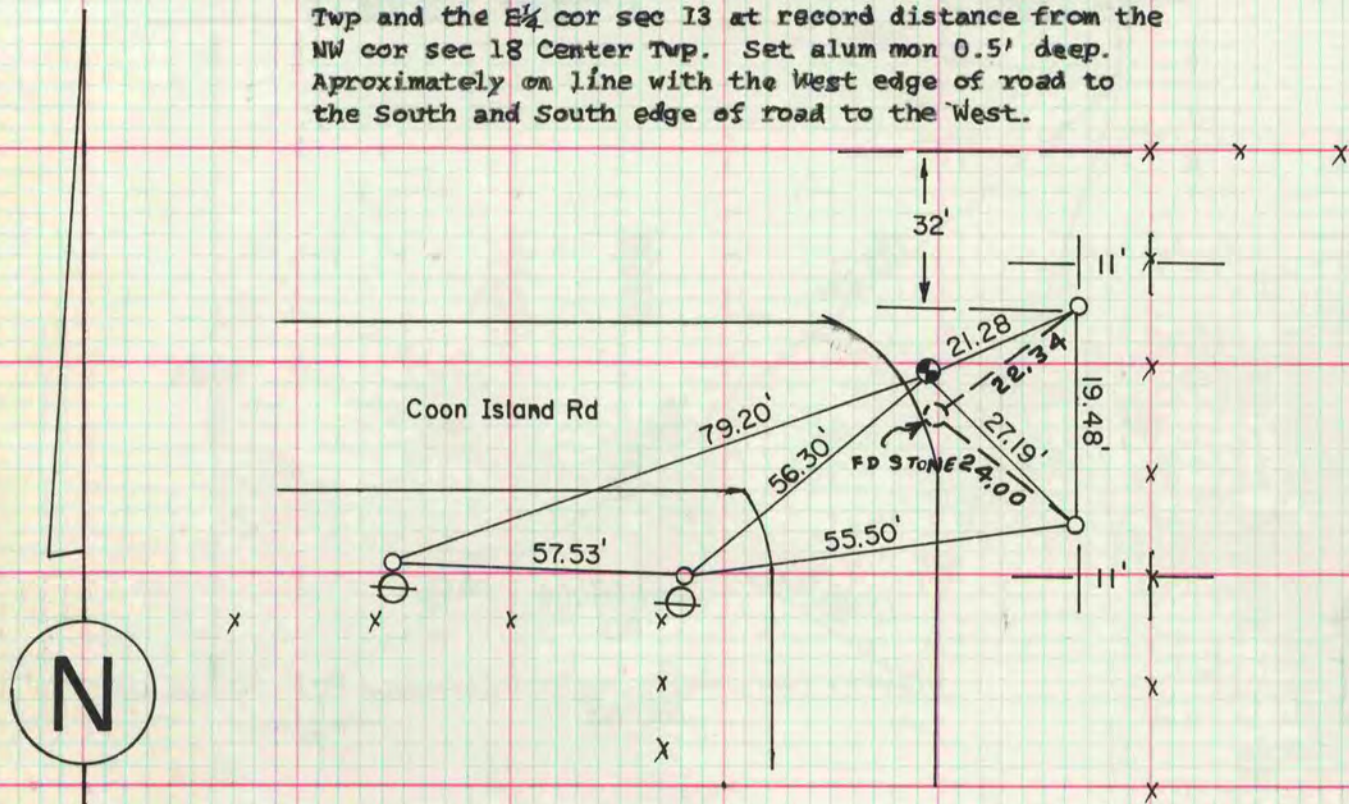 Twp and the E¼ cor sec 13 at record distance from the
NW cor sec 18 Center Twp. Set alum mon 0.5' deep.
Aproximately on line with the West edge of road to
the South and South edge of road to the West.
32'
11'
21.28
22.34
19.48'
Coon Island Rd
79.20'
56.30'
27.19'
FD STONE
24.00
55.50'
57.53'
11'
N